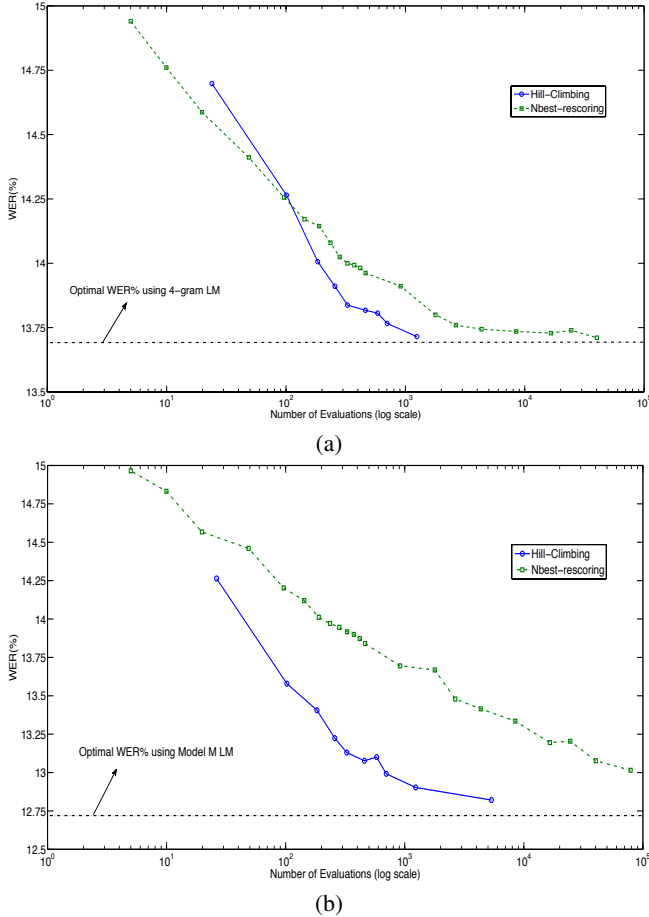 15
14.75
14.5
14.25
14
13.75
13.5
WER(%)
Hill−Climbing
Nbest−rescoring
Optimal WER% using 4−gram LM
10^0
10^1
10^2
10^3
10^4
10^5
Number of Evaluations (log scale)
(a)
15
14.75
14.5
14.25
14
13.75
13.5
13.25
13
12.75
12.5
WER(%)
Hill−Climbing
Nbest−rescoring
Optimal WER% using Model M LM
10^0
10^1
10^2
10^3
10^4
10^5
Number of Evaluations (log scale)
(b)